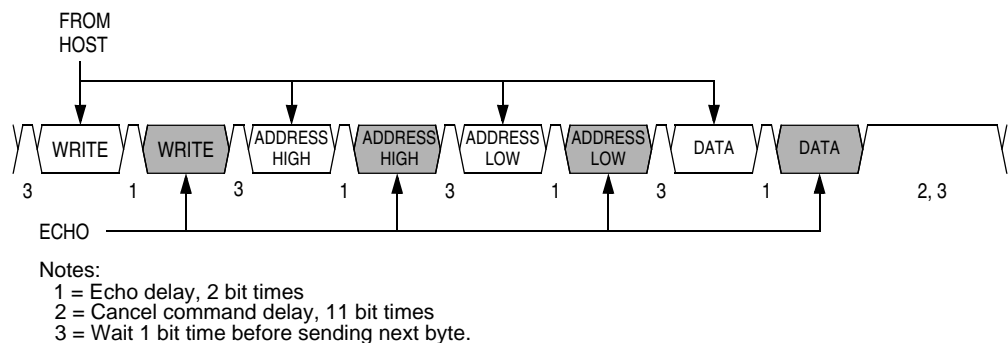 FROM
HOST
WRITE WRITE ADDRESS HIGH ADDRESS HIGH ADDRESS LOW ADDRESS LOW DATA DATA
3 1 3 1 3 1 3 1 2, 3
ECHO
Notes:
1 = Echo delay, 2 bit times
2 = Cancel command delay, 11 bit times
3 = Wait 1 bit time before sending next byte.